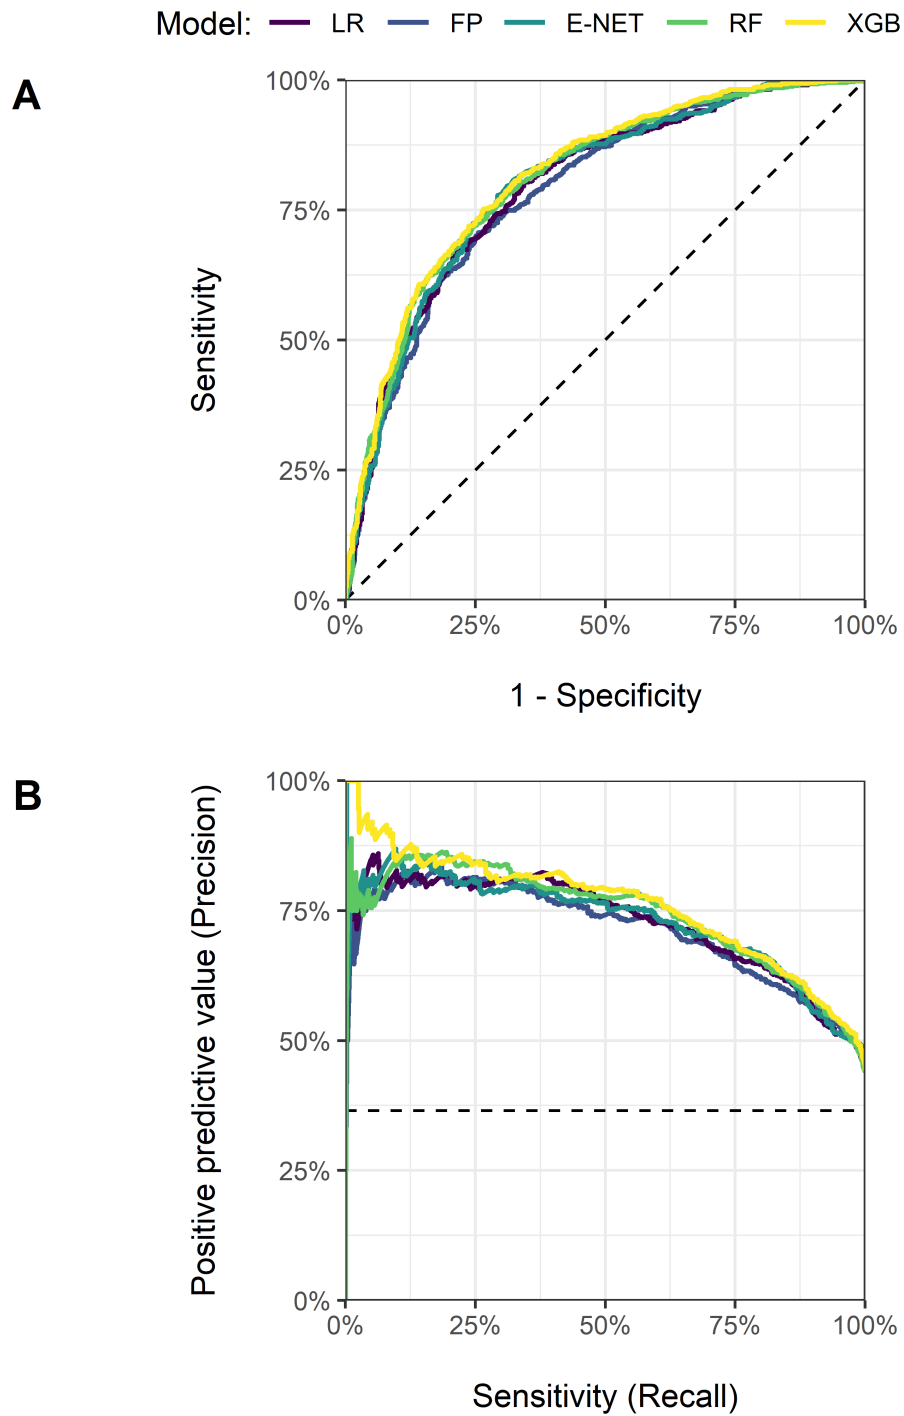 Model: LR FP E-NET RF XGB
A
100%
75%
50%
25%
0%
Sensitivity
0% 25% 50% 75% 100%
1 - Specificity
B
100%
75%
50%
25%
0%
Positive predictive value (Precision)
0% 25% 50% 75% 100%
Sensitivity (Recall)